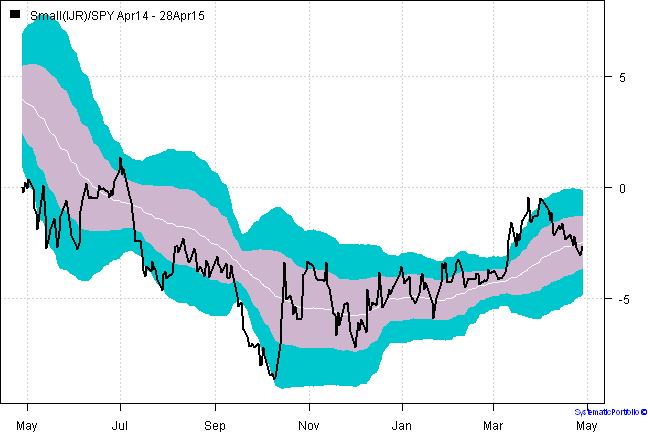 Small(IJR)/SPY Apr14 - 28Apr15
5
0
-5
SystematicPortfolio ©
May Jul Sep Nov Jan Mar May